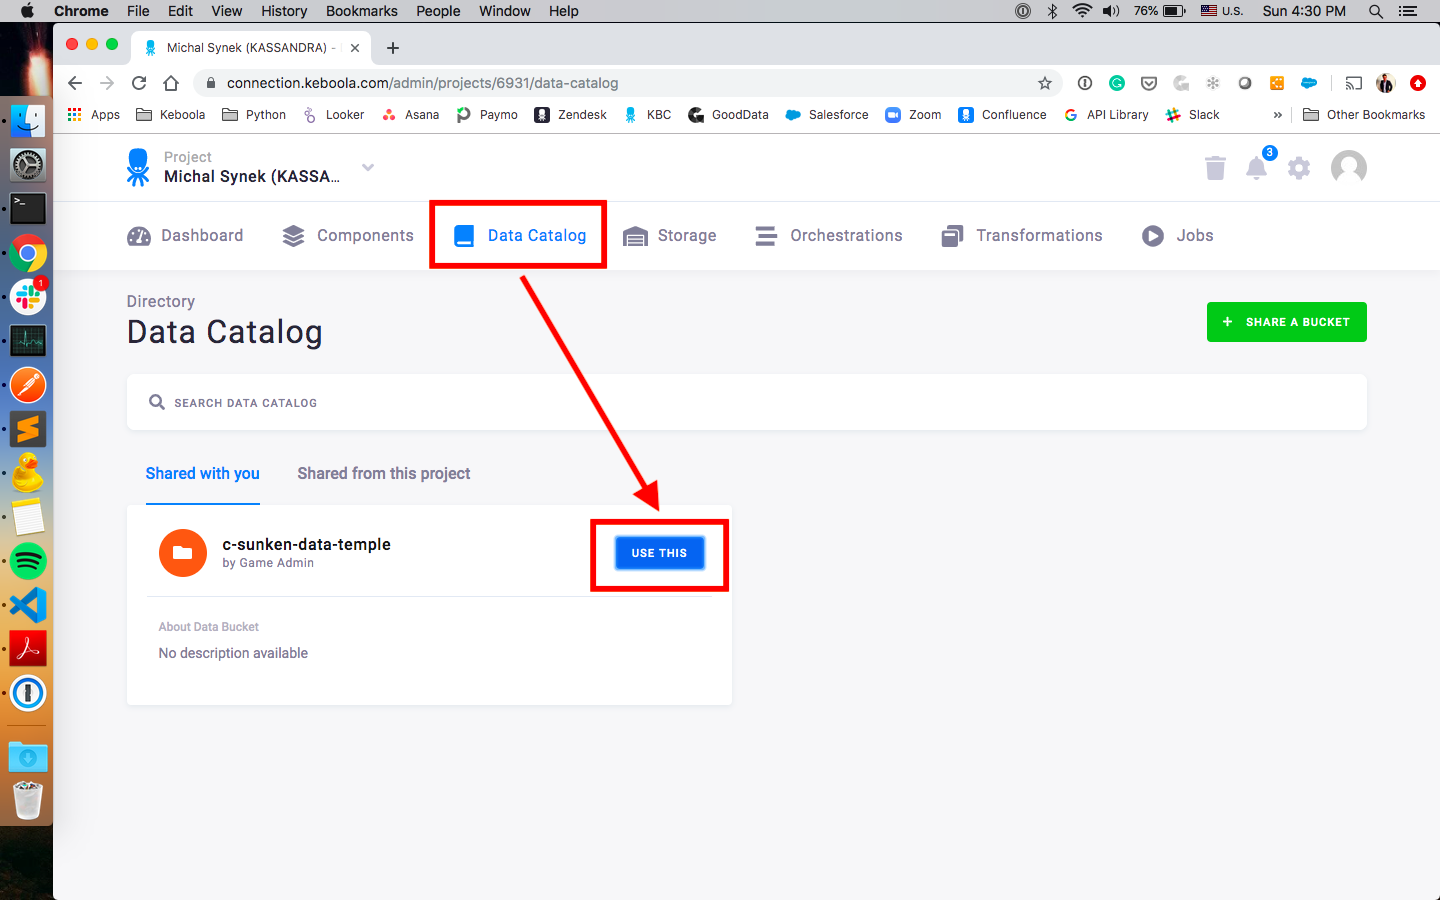 Chrome File Edit View History Bookmarks People Window Help 76% U.S. Sun 4:30 PM
Michal Synek (KASSANDRA) -
connection.keboola.com/admin/projects/6931/data-catalog
Apps Keboola Python Looker Asana Paymo Zendesk KBC GoodData Salesforce Zoom Confluence API Library Slack » Other Bookmarks
Project
Michal Synek (KASSA...
3
Dashboard Components Data Catalog Storage Orchestrations Transformations Jobs
1
Directory
Data Catalog
+ SHARE A BUCKET
SEARCH DATA CATALOG
Shared with you Shared from this project
c-sunken-data-temple
by Game Admin
USE THIS
About Data Bucket
No description available